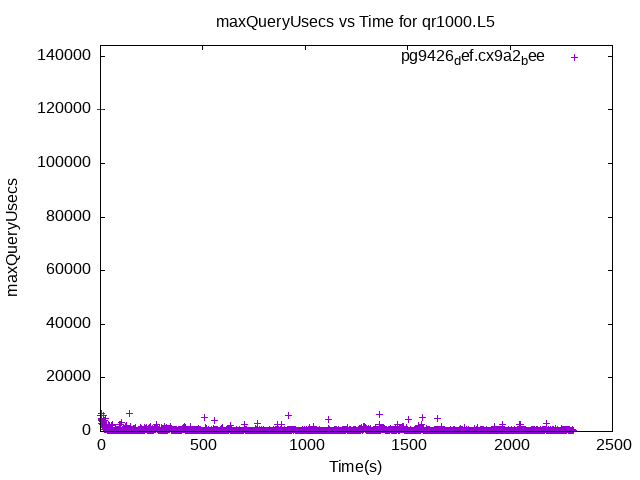 maxQueryUsecs vs Time for qr1000.L5
pg9426_def.cx9a2_bee
140000
120000
100000
80000
60000
40000
20000
0
maxQueryUsecs
0 500 1000 1500 2000 2500
Time(s)